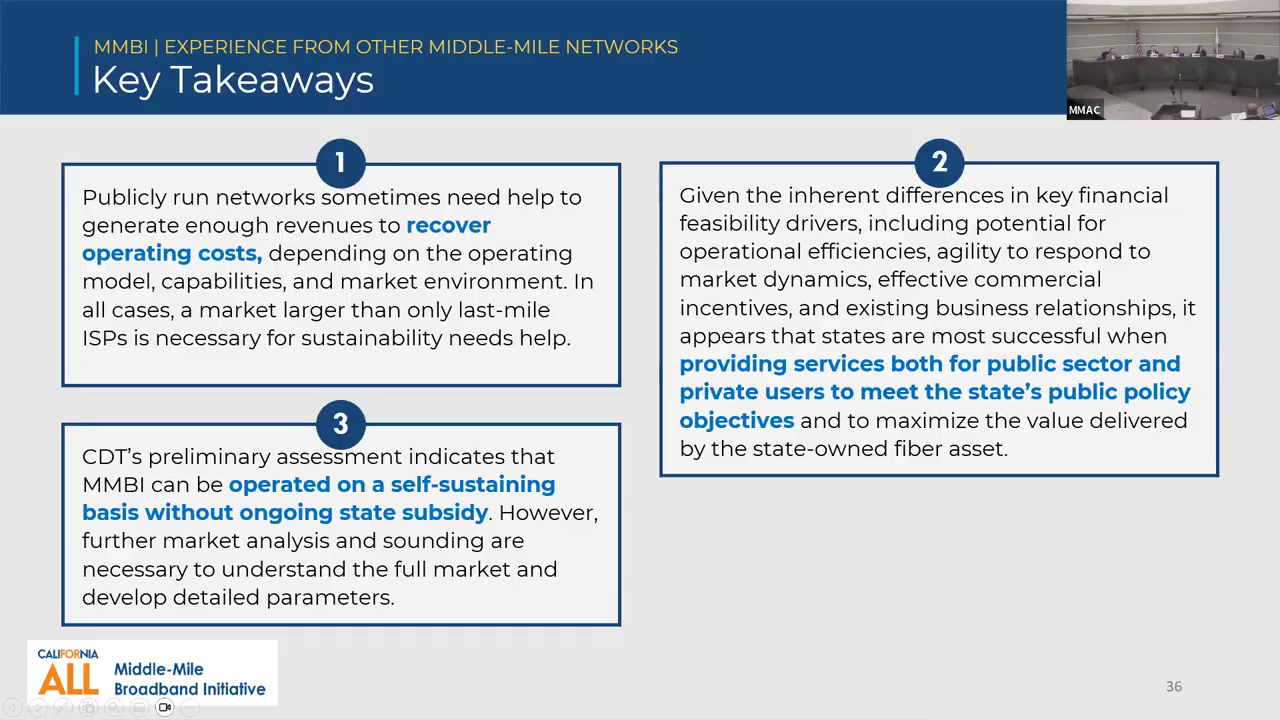 MMBI | EXPERIENCE FROM OTHER MIDDLE-MILE NETWORKS
Key Takeaways
MMAC
1
Publicly run networks sometimes need help to
generate enough revenues to recover
operating costs, depending on the operating
model, capabilities, and market environment. In
all cases, a market larger than only last-mile
ISPs is necessary for sustainability needs help.
2
Given the inherent differences in key financial
feasibility drivers, including potential for
operational efficiencies, agility to respond to
market dynamics, effective commercial
incentives, and existing business relationships, it
appears that states are most successful when
providing services both for public sector and
private users to meet the state's public policy
objectives and to maximize the value delivered
by the state-owned fiber asset.
3
CDT's preliminary assessment indicates that
MMBI can be operated on a self-sustaining
basis without ongoing state subsidy. However,
further market analysis and sounding are
necessary to understand the full market and
develop detailed parameters.
CALIFORNIA
ALL
Middle-Mile
Broadband Initiative
36